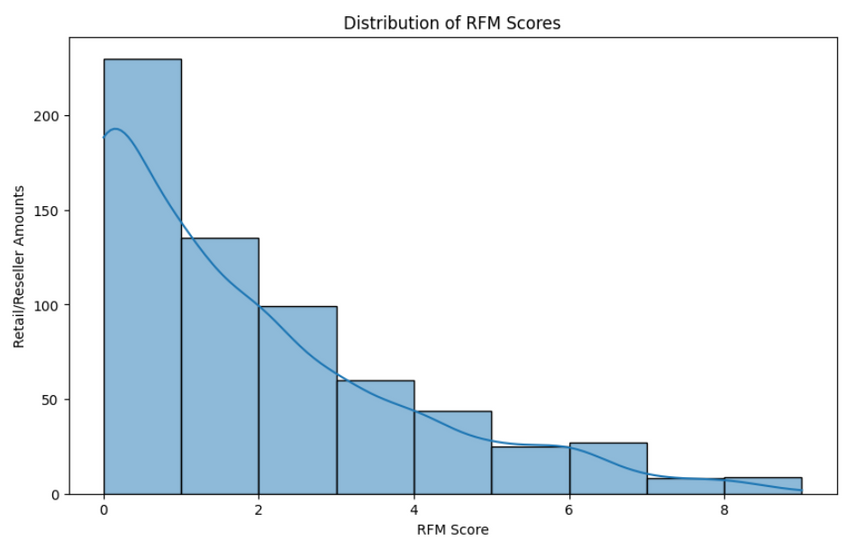 Distribution of RFM Scores
Retail/Reseller Amounts
200
150
100
50
0
0 2 4 6 8
RFM Score